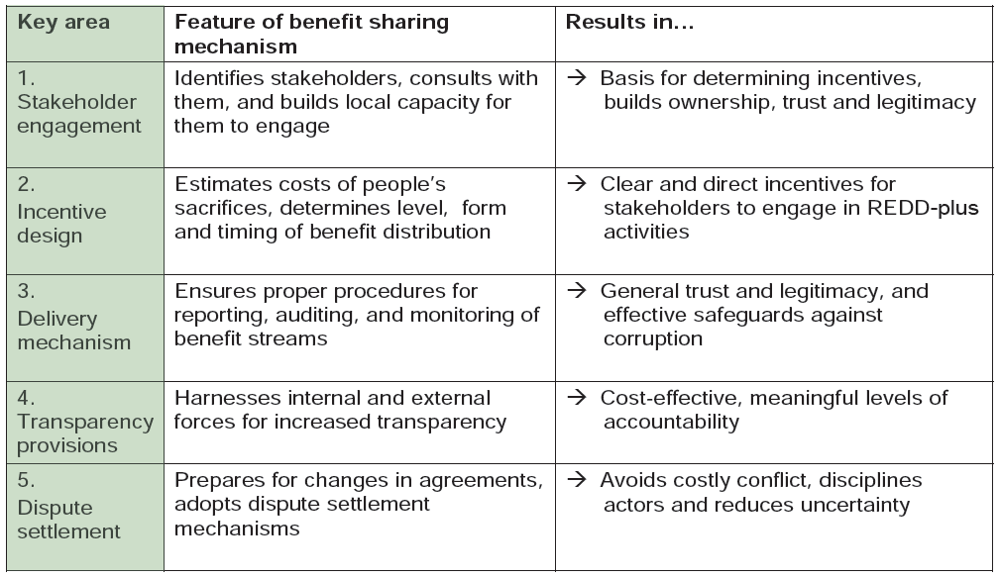 Key area
Feature of benefit sharing
mechanism
Results in…
1.
Stakeholder
engagement
Identifies stakeholders, consults with
them, and builds local capacity for
them to engage
→ Basis for determining incentives,
builds ownership, trust and legitimacy
2.
Incentive
design
Estimates costs of people’s
sacrifices, determines level, form
and timing of benefit distribution
→ Clear and direct incentives for
stakeholders to engage in REDD-plus
activities
3.
Delivery
mechanism
Ensures proper procedures for
reporting, auditing, and monitoring of
benefit streams
→ General trust and legitimacy, and
effective safeguards against
corruption
4.
Transparency
provisions
Harnesses internal and external
forces for increased transparency
→ Cost-effective, meaningful levels of
accountability
5.
Dispute
settlement
Prepares for changes in agreements,
adopts dispute settlement
mechanisms
→ Avoids costly conflict, disciplines
actors and reduces uncertainty